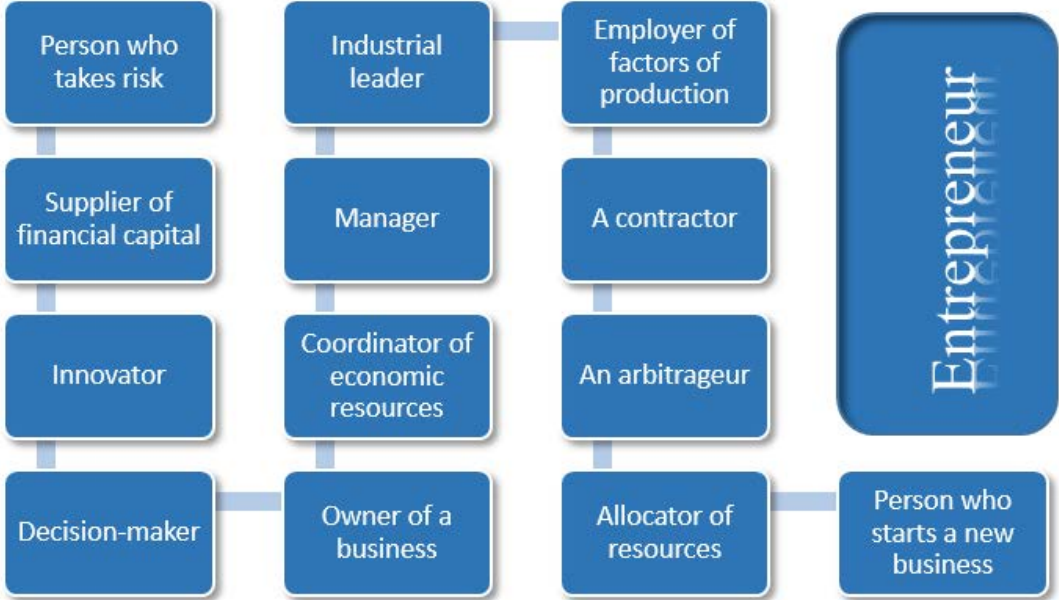 Person who
takes risk
Supplier of
financial capital
Innovator
Decision-maker
Owner of a
business
Coordinator of
economic
resources
Manager
Industrial
leader
Employer of
factors of
production
A contractor
An arbitrageur
Allocator of
resources
Person who
starts a new
business
Entrepreneur